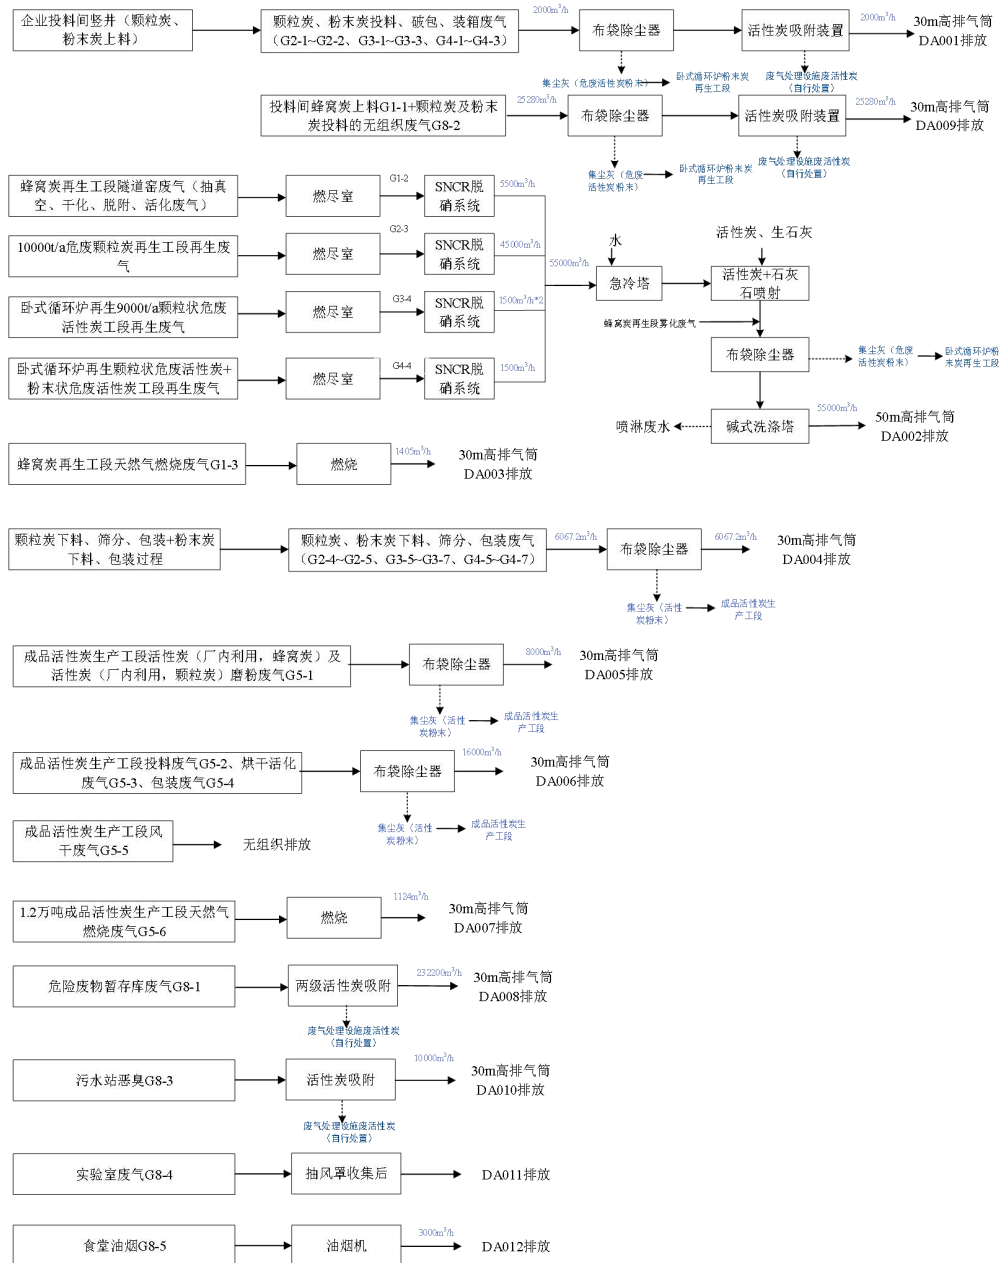 企业投料间竖井（颗粒炭、
粉末炭上料）
颗粒炭、粉末炭投料、破包、装箱废气
（G2-1~G2-2、G3-1~G3-3、G4-1~G4-3）
2000m³/h
布袋除尘器
活性炭吸附装置
2000m³/h
30m高排气筒
DA001排放
集尘灰（危废活性炭粉末）
卧式循环炉粉末炭
再生工段
废气处理设施废活性炭
（自行处置）
投料间蜂窝炭上料G1-1+颗粒炭及粉末
炭投料的无组织废气G8-2
25280m³/h
布袋除尘器
活性炭吸附装置
25280m³/h
30m高排气筒
DA009排放
集尘灰（危废
活性炭粉末）
卧式循环炉粉末炭
再生工段
废气处理设施废活性炭
（自行处置）
蜂窝炭再生工段隧道窑废气（抽真
空、干化、脱附、活化废气）
燃尽室
G1-2
SNCR脱
硝系统
5500m³/h
10000t/a危废颗粒炭再生工段再生废
气
燃尽室
G2-3
SNCR脱
硝系统
45000m³/h
卧式循环炉再生9000t/a颗粒状危废
活性炭工段再生废气
燃尽室
G3-4
SNCR脱
硝系统
1500m³/h*2
卧式循环炉再生颗粒状危废活性炭+
粉末状危废活性炭工段再生废气
燃尽室
G4-4
SNCR脱
硝系统
1500m³/h
55000m³/h
水
急冷塔
活性炭、生石灰
活性炭+石灰
石喷射
蜂窝炭再生段雾化废气
布袋除尘器
集尘灰（危废
活性炭粉末）
卧式循环炉粉
末炭再生工段
喷淋废水
碱式洗涤塔
55000m³/h
50m高排气筒
DA002排放
蜂窝炭再生工段天然气燃烧废气G1-3
燃烧
1405m³/h
30m高排气筒
DA003排放
颗粒炭下料、筛分、包装+粉末炭
下料、包装过程
颗粒炭、粉末炭下料、筛分、包装废气
（G2-4~G2-5、G3-5~G3-7、G4-5~G4-7）
6067.2m³/h
布袋除尘器
6067.2m³/h
30m高排气筒
DA004排放
集尘灰（活性
炭粉末）
成品活性炭生
产工段
成品活性炭生产工段活性炭（厂内利用，蜂窝炭）及
活性炭（厂内利用，颗粒炭）磨粉废气G5-1
布袋除尘器
8000m³/h
30m高排气筒
DA005排放
集尘灰（活性
炭粉末）
成品活性炭生
产工段
成品活性炭生产工段投料废气G5-2、烘干活化
废气G5-3、包装废气G5-4
布袋除尘器
16000m³/h
30m高排气筒
DA006排放
集尘灰（活性
炭粉末）
成品活性炭生
产工段
成品活性炭生产工段风
干废气G5-5
无组织排放
1.2万吨成品活性炭生产工段天然气
燃烧废气G5-6
燃烧
1124m³/h
30m高排气筒
DA007排放
危险废物暂存库废气G8-1
两级活性炭吸附
232200m³/h
30m高排气筒
DA008排放
废气处理设施废活性炭
（自行处置）
污水站恶臭G8-3
活性炭吸附
10000m³/h
30m高排气筒
DA010排放
废气处理设施废活性炭
（自行处置）
实验室废气G8-4
抽风罩收集后
DA011排放
食堂油烟G8-5
油烟机
3000m³/h
DA012排放